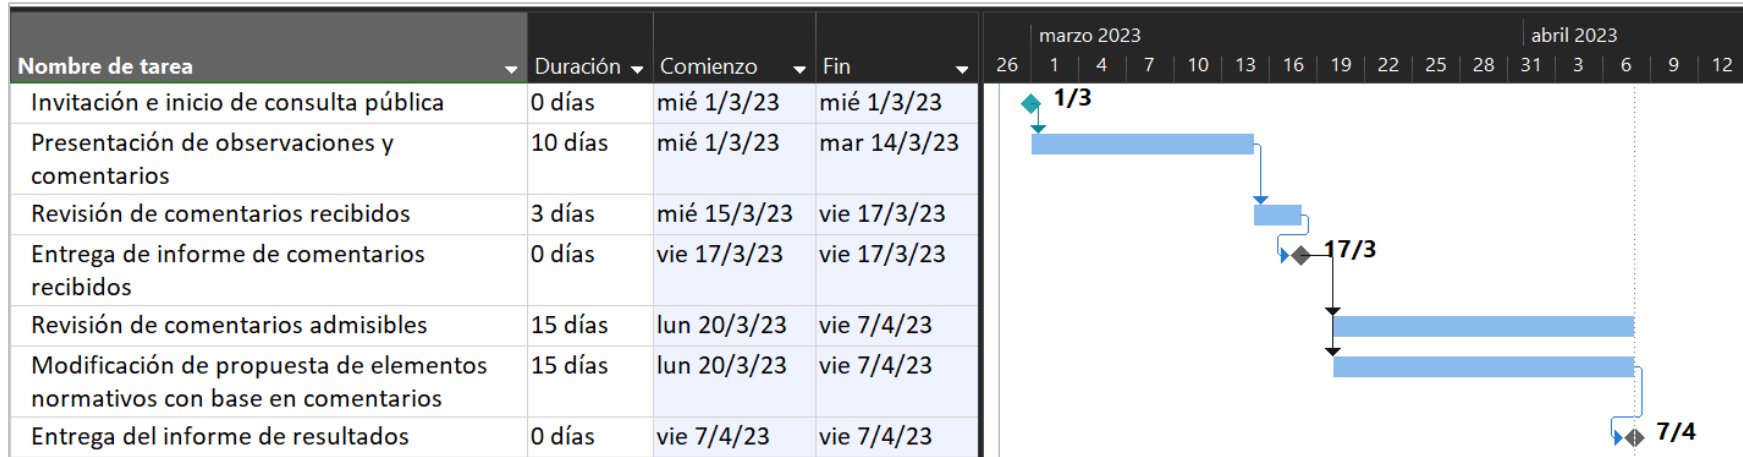 marzo 2023 abril 2023
Nombre de tarea Duración Comienzo Fin 26 1 4 7 10 13 16 19 22 25 28 31 3 6 9 12
Invitación e inicio de consulta pública 0 días mié 1/3/23 mié 1/3/23 1/3
Presentación de observaciones y 10 días mié 1/3/23 mar 14/3/23
comentarios
Revisión de comentarios recibidos 3 días mié 15/3/23 vie 17/3/23
Entrega de informe de comentarios 0 días vie 17/3/23 vie 17/3/23 17/3
recibidos
Revisión de comentarios admisibles 15 días lun 20/3/23 vie 7/4/23
Modificación de propuesta de elementos 15 días lun 20/3/23 vie 7/4/23
normativos con base en comentarios
Entrega del informe de resultados 0 días vie 7/4/23 vie 7/4/23 7/4